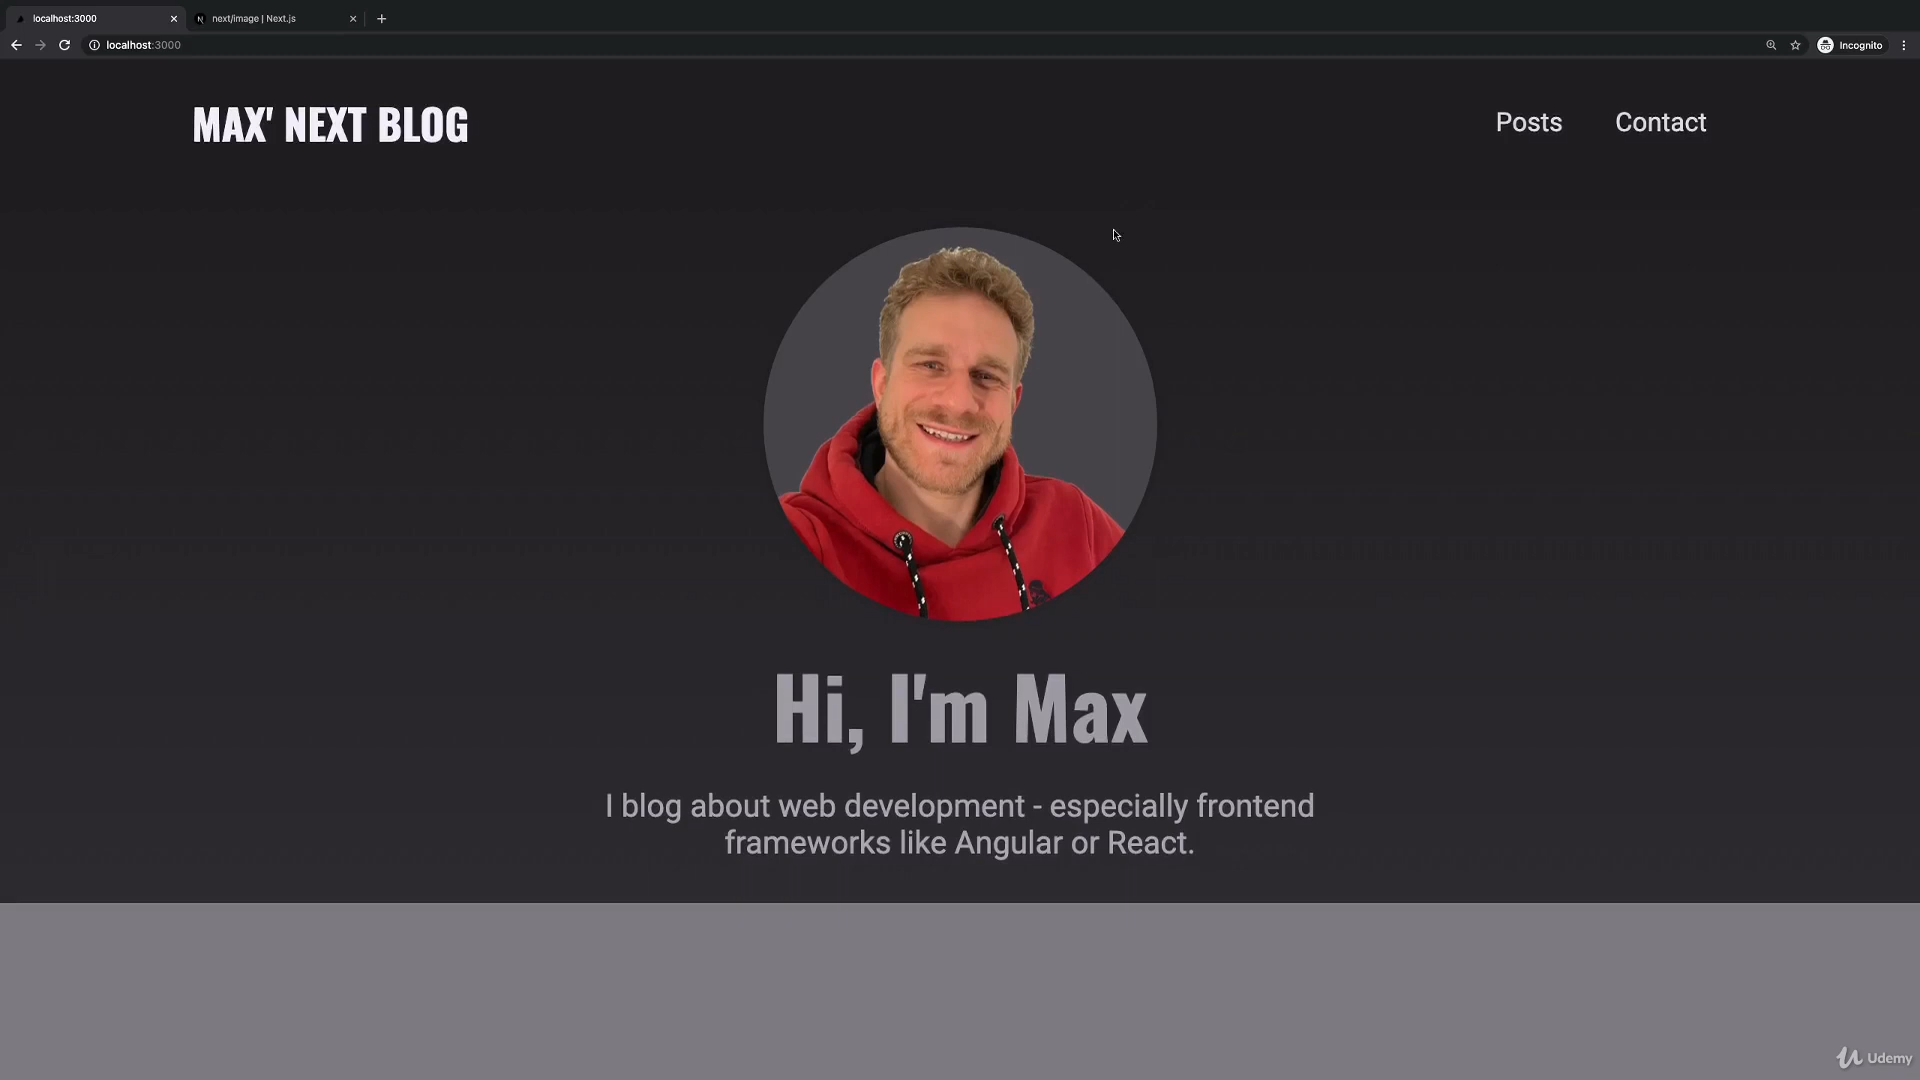 localhost:3000
next/image | Next.js
localhost:3000
Incognito
MAX' NEXT BLOG
Posts
Contact
Hi, I'm Max
I blog about web development - especially frontend
frameworks like Angular or React.
Udemy